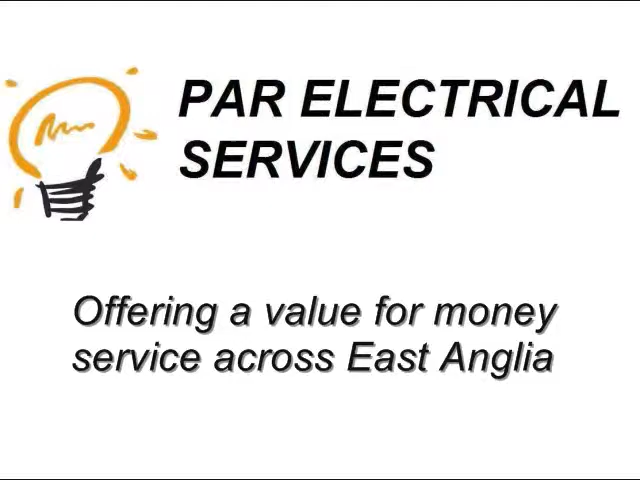 PAR ELECTRICAL
SERVICES
Offering a value for money
service across East Anglia